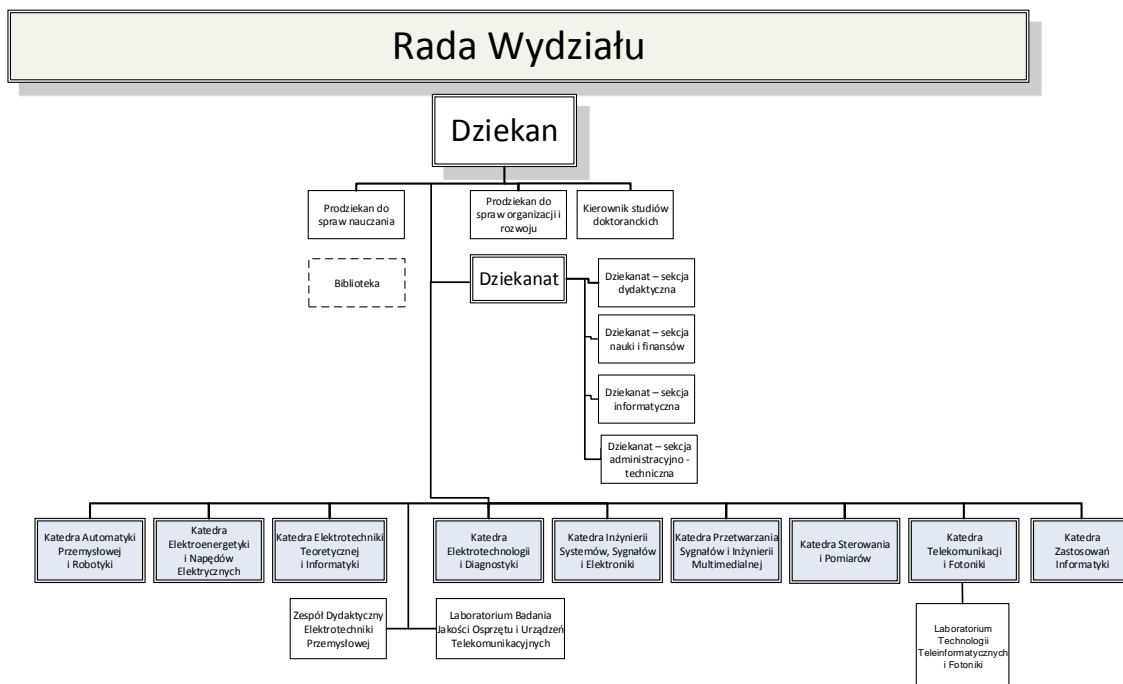 Rada Wydziału
Dziekan
Prodziekan do
spraw nauczania
Prodziekan do
spraw organizacji i
rozwoju
Kierownik studiów
doktoranckich
Biblioteka
Dziekanat
Dziekanat – sekcja
dydaktyczna
Dziekanat – sekcja
nauki i finansów
Dziekanat – sekcja
informatyczna
Dziekanat – sekcja
administracyjno -
techniczna
Katedra Automatyki
Przemysłowej
i Robotyki
Katedra
Elektroenergetyki
i Napędów
Elektrycznych
Katedra Elektrotechniki
Teoretycznej
i Informatyki
Katedra
Elektrotechnologii
i Diagnostyki
Katedra Inżynierii
Systemów, Sygnałów
i Elektroniki
Katedra Przetwarzania
Sygnałów i Inżynierii
Multimedialnej
Katedra Sterowania
i Pomiarów
Katedra
Telekomunikacji
i Fotoniki
Katedra
Zastosowań
Informatyki
Zespół Dydaktyczny
Elektrotechniki
Przemysłowej
Laboratorium Badania
Jakości Osprzętu i Urządzeń
Telekomunikacyjnych
Laboratorium
Technologii
Teleinformatycznych
i Fotoniki